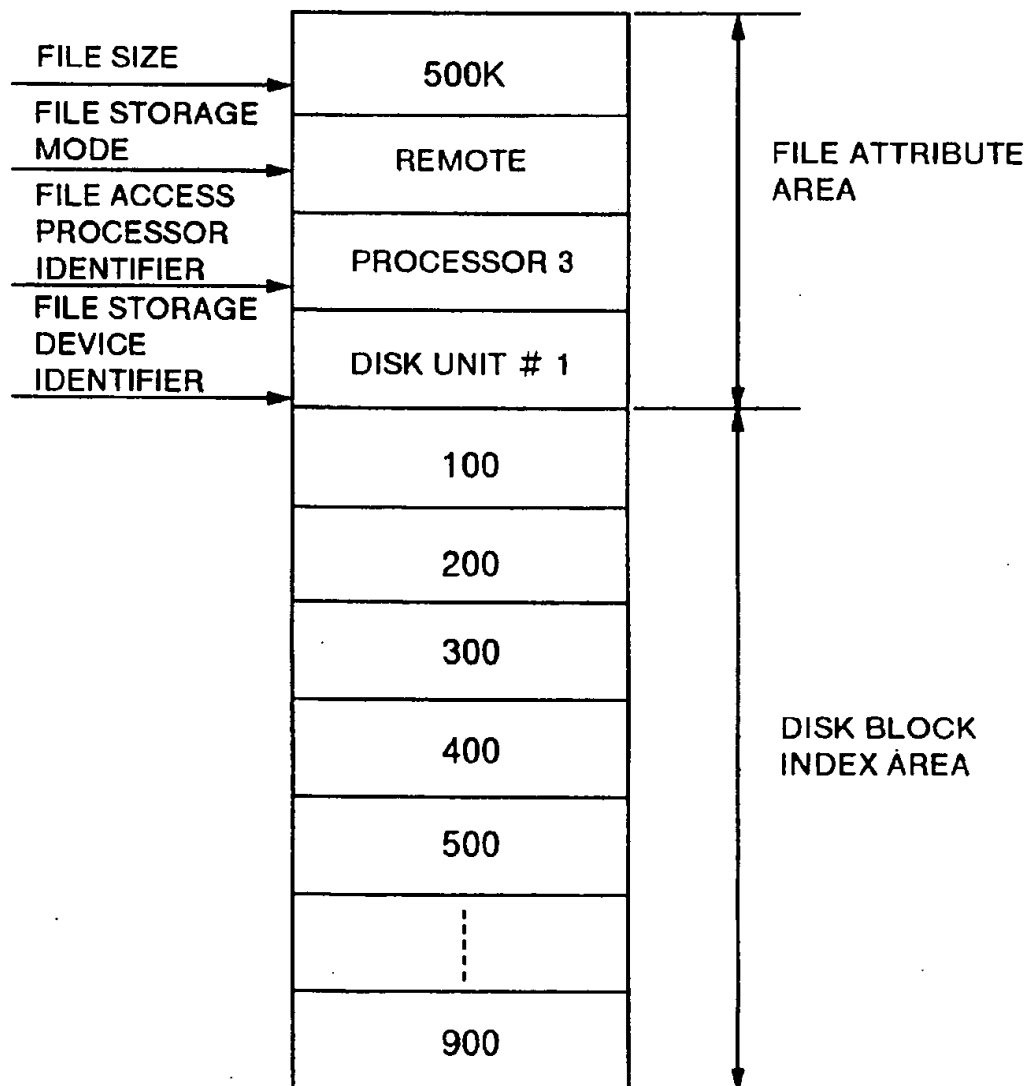 FILE SIZE
500K
FILE STORAGE
MODE
REMOTE
FILE ATTRIBUTE
AREA
FILE ACCESS
PROCESSOR
IDENTIFIER
PROCESSOR 3
FILE STORAGE
DEVICE
IDENTIFIER
DISK UNIT # 1
100
200
300
400
DISK BLOCK
INDEX AREA
500
900